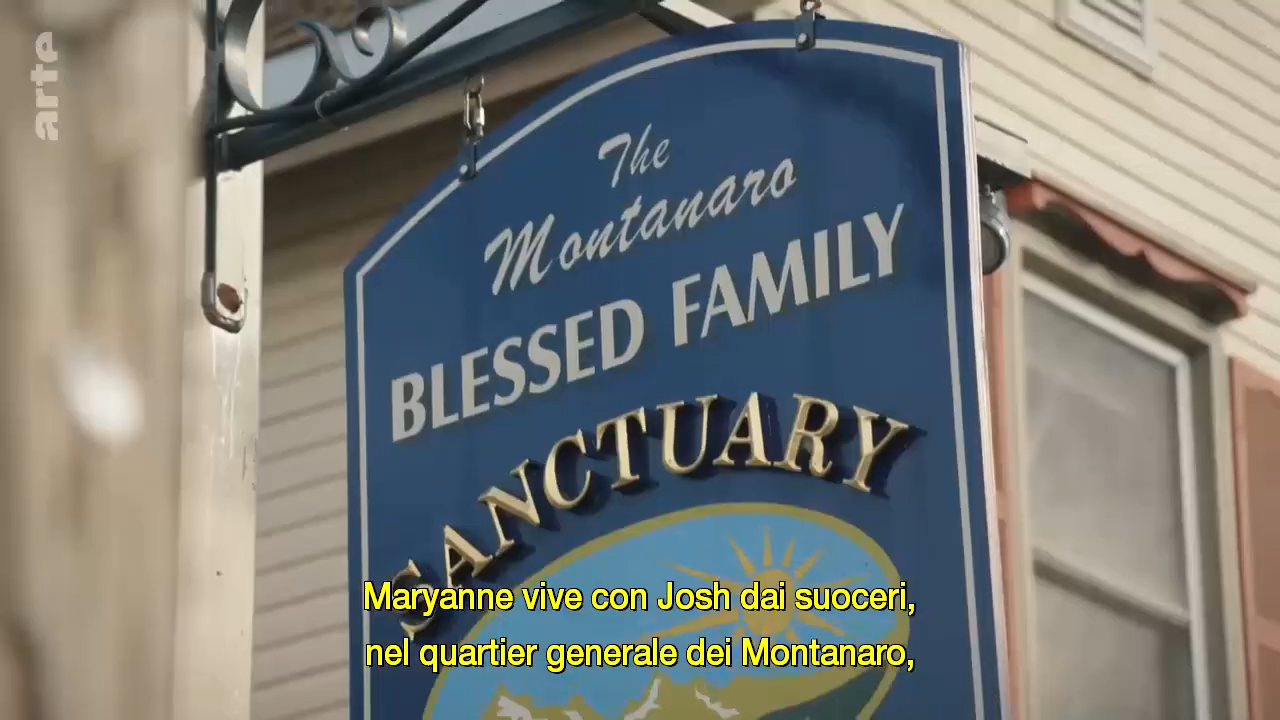 arte
The
Montanaro
BLESSED FAMILY
SANCTUARY
Maryanne vive con Josh dai suoceri,
nel quartier generale dei Montanaro,